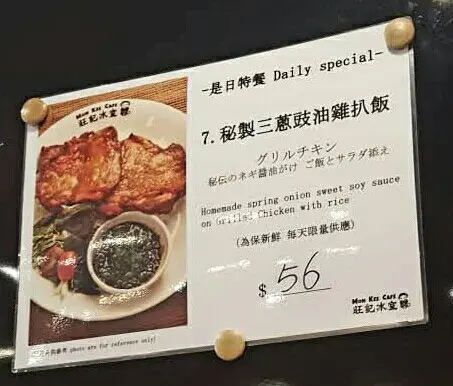 -是日特餐 Daily special-
MON KEE CAFE
旺記冰室
7.秘製三蔥豉油雞扒飯
グリルチキン
秘伝のネギ醤油がけ ご飯とサラダ添え
Homemade spring onion sweet soy sauce
on Grilled Chicken with rice
(為保新鮮 每天限量供應)
$ 56
MON KEE CAFE
旺記冰室
photo are for reference only)